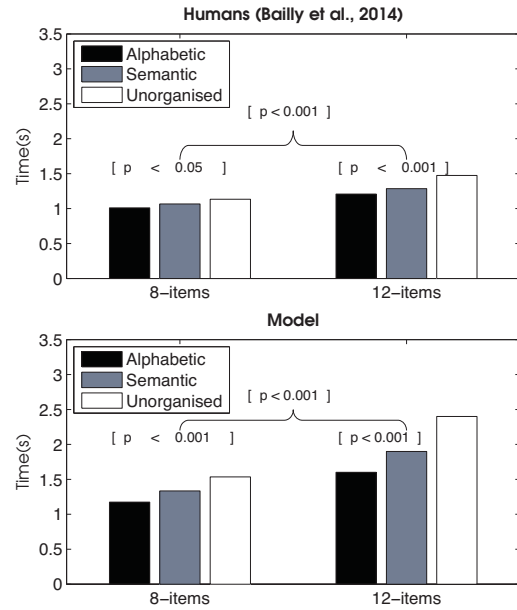 Humans (Bailly et al., 2014)
3.5
3
2.5
2
1.5
1
0.5
0
Time(s)
Alphabetic
Semantic
Unorganised
[ p < 0.001 ]
[ p < 0.05 ]
[ p < 0.001 ]
8-items
12-items
Model
3.5
3
2.5
2
1.5
1
0.5
0
Time(s)
Alphabetic
Semantic
Unorganised
[ p < 0.001 ]
[ p < 0.001 ]
[ p < 0.001 ]
8-items
12-items